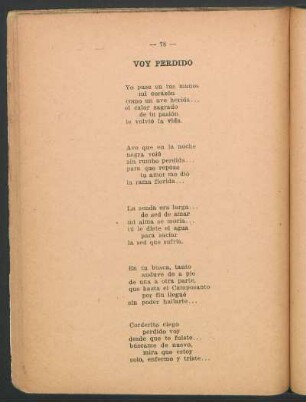 — 78 —
VOY PERDIDO
Yo puse en tus manos
mi corazón
como un ave herida...
el calor sagrado
de tu pasión
le volvió la vida.
Ave que en la noche
negra voló
sin rumbo perdida...
para que repose
tu amor me dió
tu rama florida...
La senda era larga...
de sed de amar
mi alma se moría...
tú le diste el agua
para saciar
la sed que sufría.
En tu busca, tanto
anduve de a pie
de una a otra parte,
que hasta el Camposanto
por fin llegué
sin poder hallarte...
Corderito ciego
perdido voy
desde que te fuiste...
búscame de nuevo,
mira que estoy
solo, enfermo y triste...